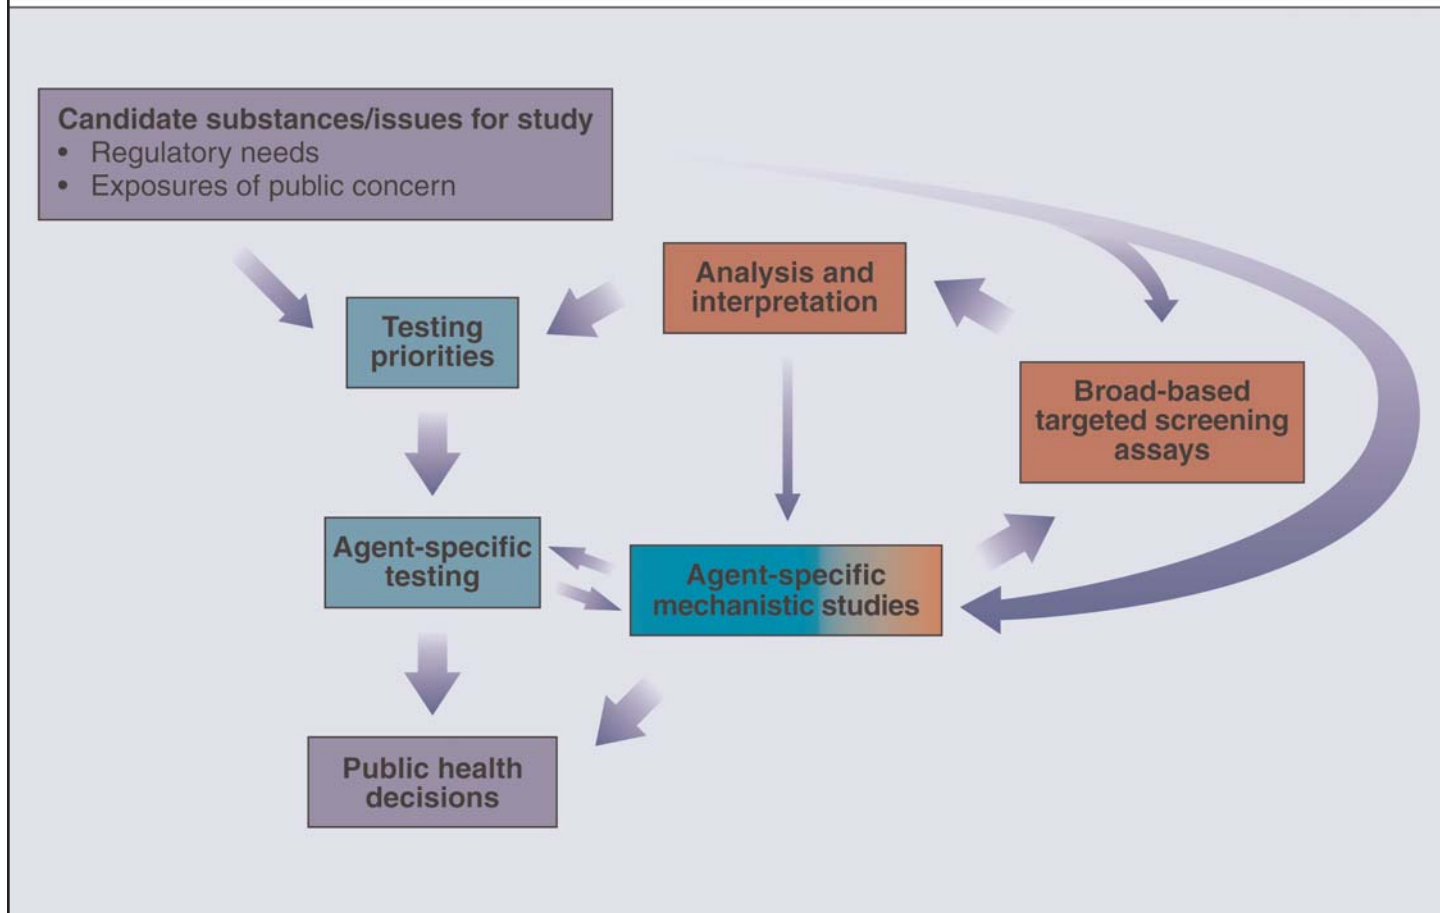 Candidate substances/issues for study
• Regulatory needs
• Exposures of public concern
Analysis and
interpretation
Testing
priorities
Broad-based
targeted screening
assays
Agent-specific
testing
Agent-specific
mechanistic studies
Public health
decisions